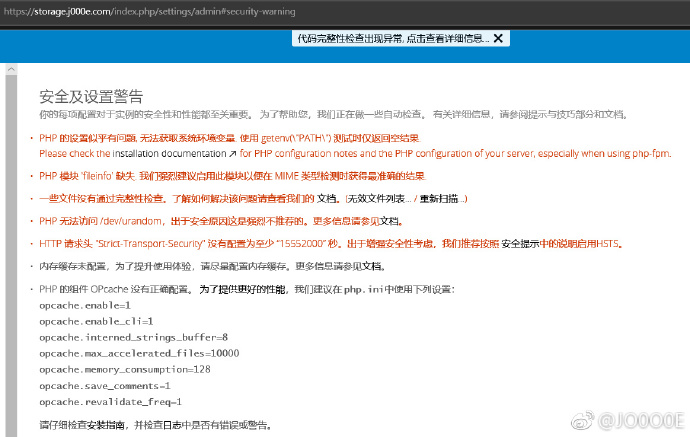 https://storage.j000e.com/index.php/settings/admin#security-warning
代码完整性检查出现异常, 点击查看详细信息...
安全及设置警告
你的每项配置对于实例的安全性和性能都至关重要。 为了帮助您，我们正在做一些自动检查。 有关详细信息，请参阅提示与技巧部分和文档。
• PHP 的设置似乎有问题, 无法获取系统环境变量. 使用 getenv(\"PATH\") 测试时仅返回空结果.
Please check the installation documentation ↗ for PHP configuration notes and the PHP configuration of your server, especially when using php-fpm.
• PHP 模块 'fileinfo' 缺失. 我们强烈建议启用此模块以便在 MIME 类型检测时获得最准确的结果.
• 一些文件没有通过完整性检查。了解如何解决该问题请查看我们的 文档。(无效文件列表… / 重新扫描…)
• PHP 无法访问 /dev/urandom，出于安全原因这是强烈不推荐的。更多信息请参见文档。
• HTTP 请求头 "Strict-Transport-Security" 没有配置为至少 "15552000" 秒。出于增强安全性考虑，我们推荐按照 安全提示中的说明启用HSTS。
• 内存缓存未配置，为了提升使用体验，请尽量配置内存缓存。更多信息请参见文档。
• PHP 的组件 OPcache 没有正确配置。 为了提供更好的性能，我们建议在 php.ini中使用下列设置：
opcache.enable=1
opcache.enable_cli=1
opcache.interned_strings_buffer=8
opcache.max_accelerated_files=10000
opcache.memory_consumption=128
opcache.save_comments=1
opcache.revalidate_freq=1
请仔细检查安装指南，并检查日志中是否有错误或警告。
@JO0O0E